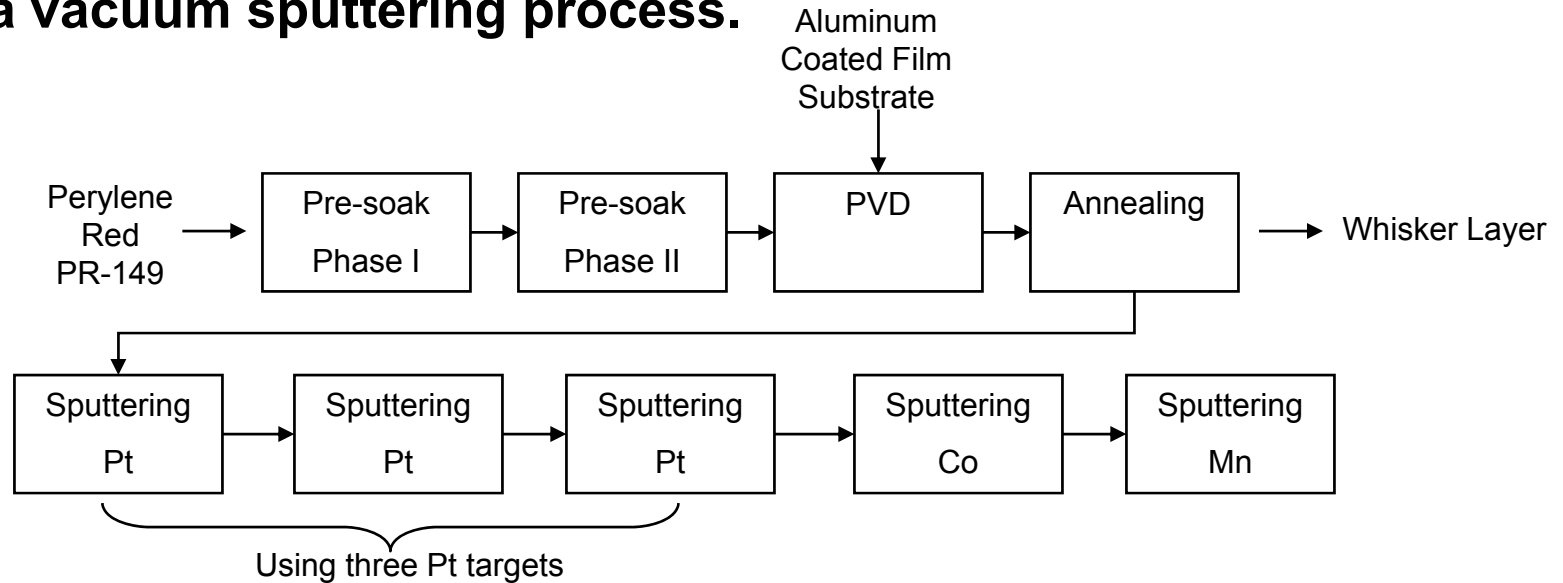 a vacuum sputtering process.
Aluminum
Coated Film
Substrate
Perylene
Red
PR-149
Pre-soak
Phase I
Pre-soak
Phase II
PVD
Annealing
Whisker Layer
Sputtering
Pt
Sputtering
Pt
Sputtering
Pt
Sputtering
Co
Sputtering
Mn
Using three Pt targets